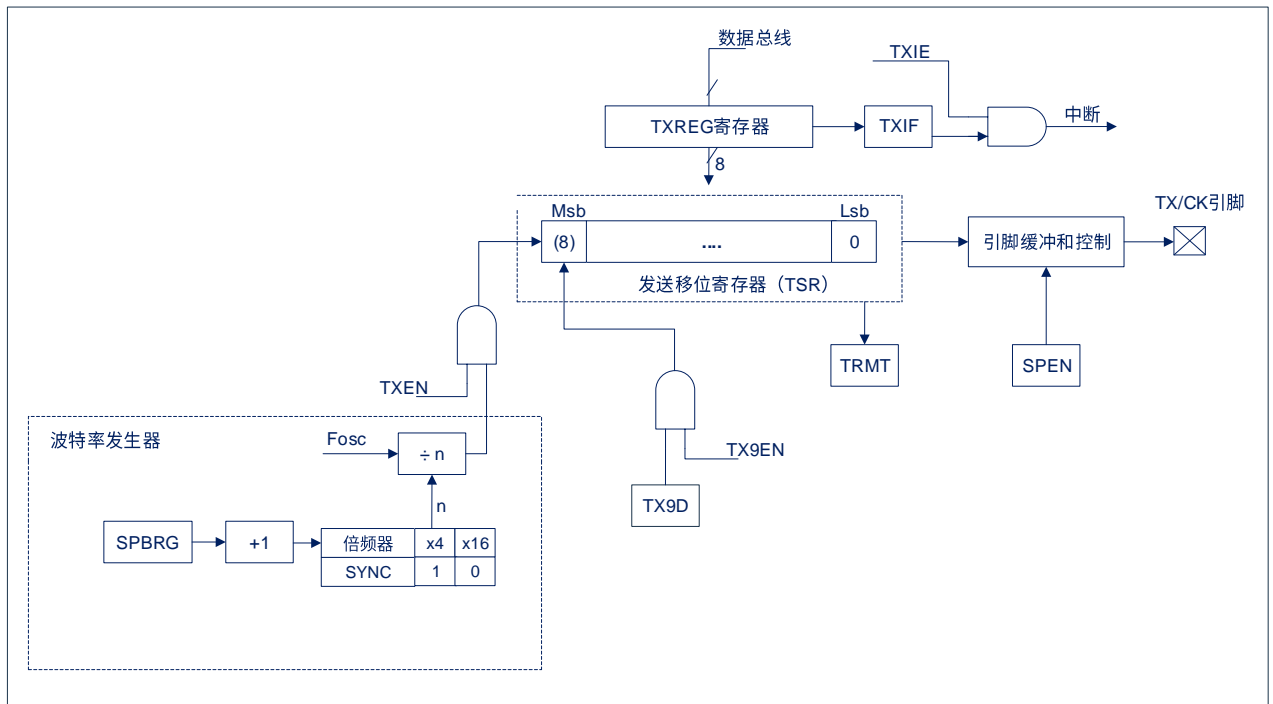 数据总线
TXIE
TXREG寄存器
TXIF
中断
8
Msb
Lsb
TX/CK引脚
(8)
....
0
引脚缓冲和控制
发送移位寄存器（TSR）
TRMT
SPEN
TXEN
波特率发生器
Fosc
÷ n
TX9EN
n
TX9D
SPBRG
+1
倍频器 x4 x16
SYNC 1 0